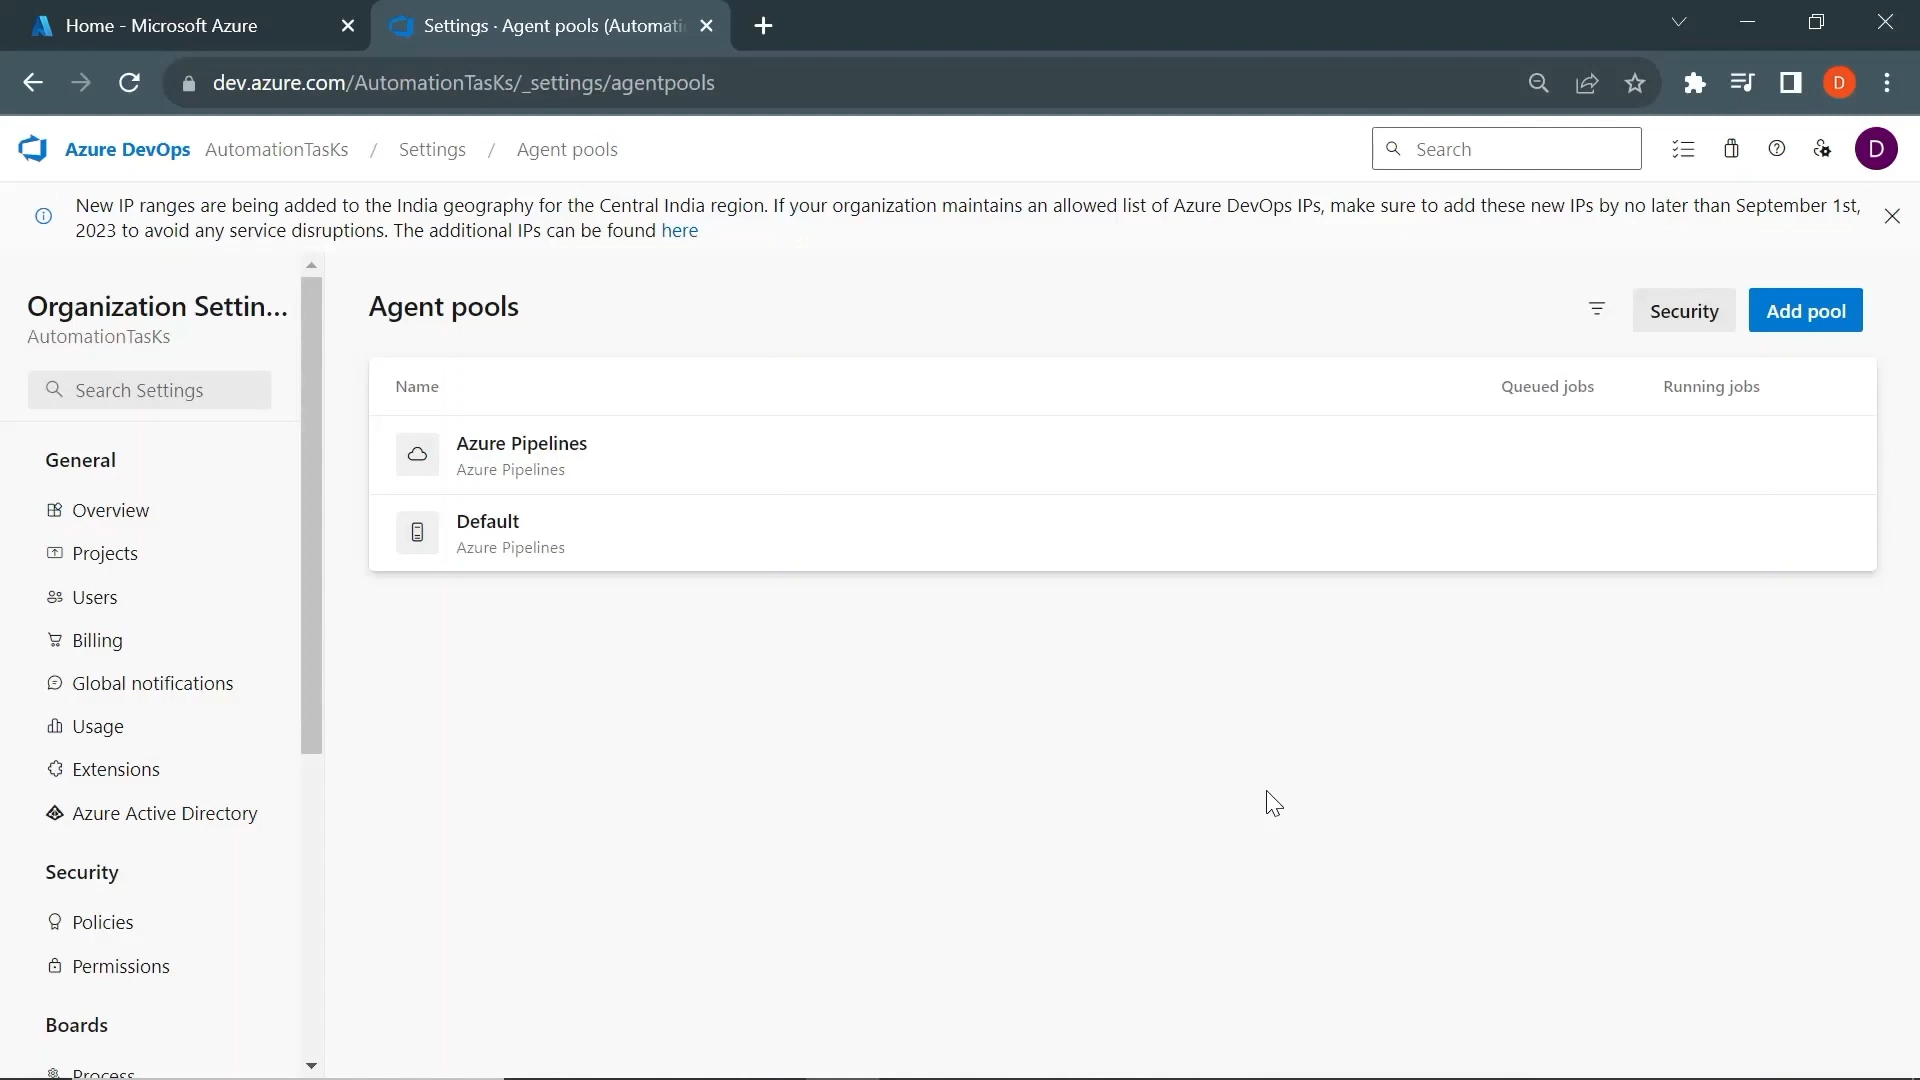 Home - Microsoft Azure
Settings · Agent pools (Automati
dev.azure.com/AutomationTasKs/_settings/agentpools
D
Azure DevOps AutomationTasKs / Settings / Agent pools
Search
D
New IP ranges are being added to the India geography for the Central India region. If your organization maintains an allowed list of Azure DevOps IPs, make sure to add these new IPs by no later than September 1st,
2023 to avoid any service disruptions. The additional IPs can be found here
Organization Settin...
AutomationTasKs
Search Settings
General
Overview
Projects
Users
Billing
Global notifications
Usage
Extensions
Azure Active Directory
Security
Policies
Permissions
Boards
Process
Agent pools
Security
Add pool
Name Queued jobs Running jobs
Azure Pipelines
Azure Pipelines
Default
Azure Pipelines